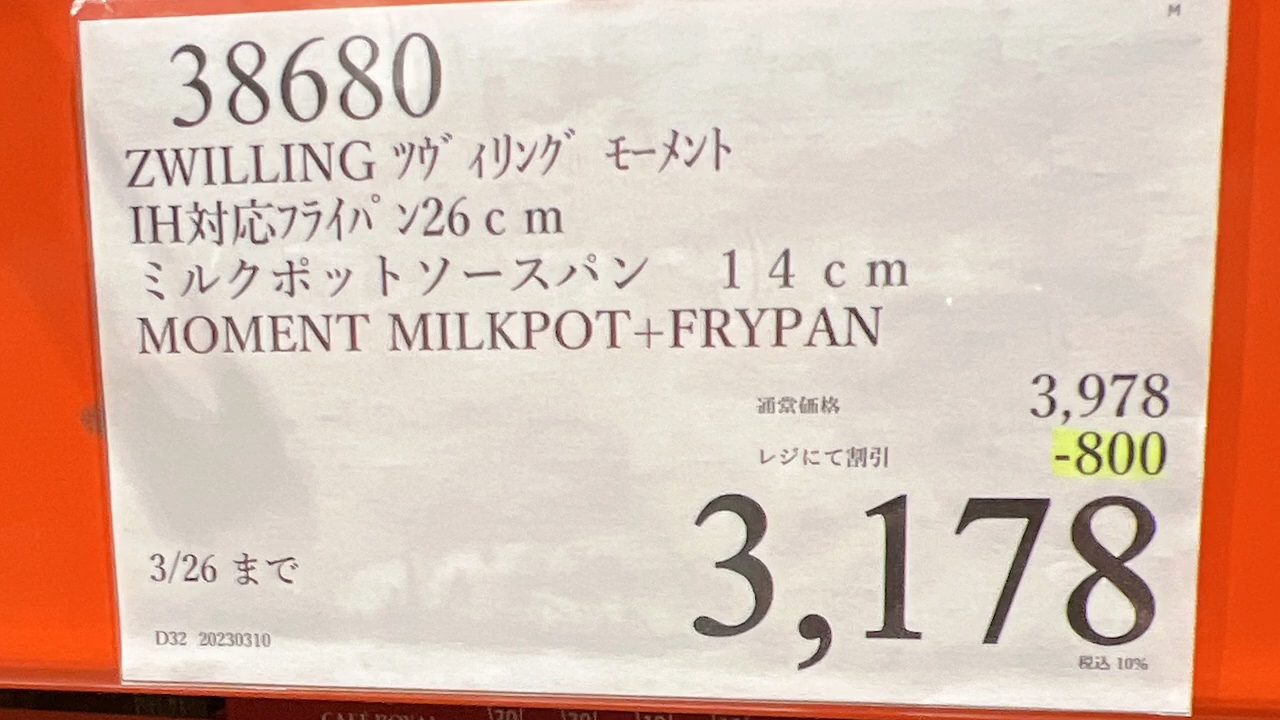 M
38680
ZWILLING ﾂヴィリング ﾓｰﾒﾝﾄ
IH対応ﾌﾗｲﾊﾟﾝ26ｃｍ
ミルクポットソースパン　１４ｃｍ
MOMENT MILKPOT+FRYPAN
通常価格 3,978
レジにて割引 -800
3,178
3/26 まで
D32 20230310
税込 10%